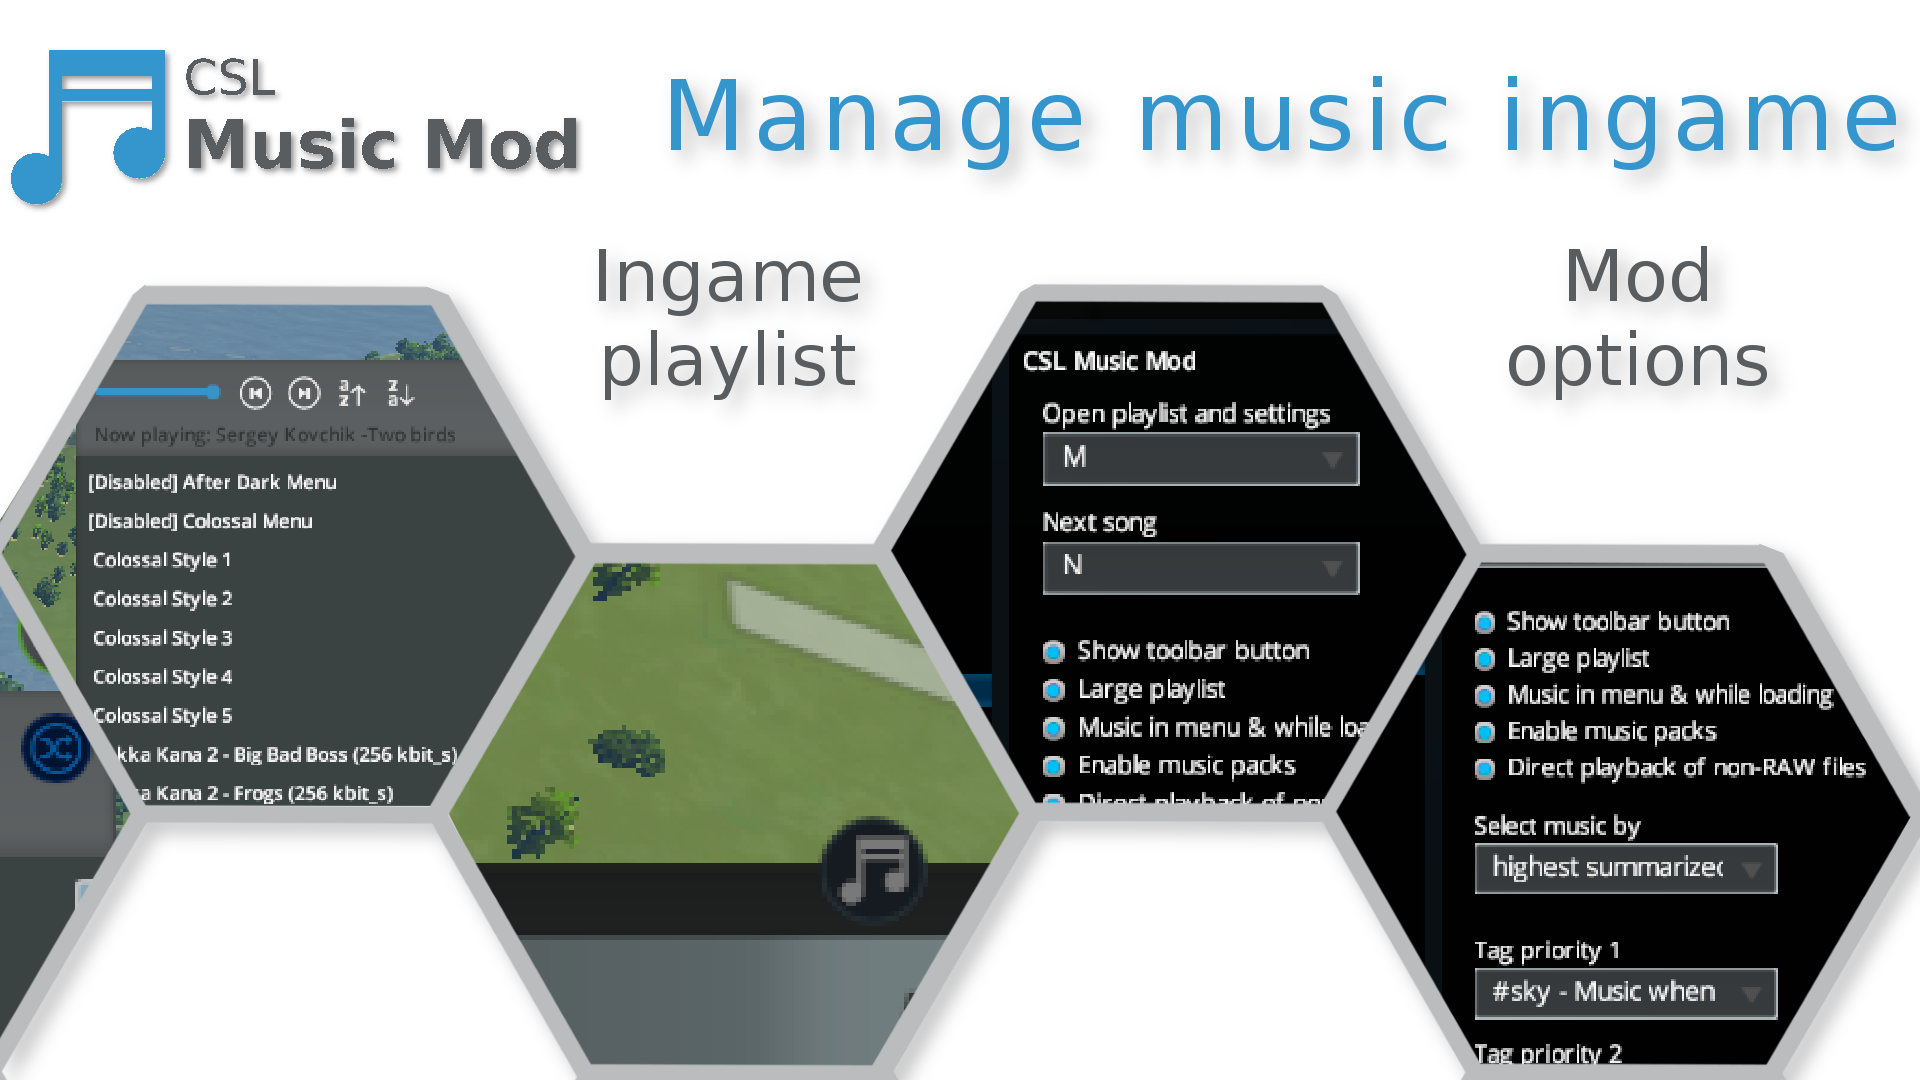 CSL
Music Mod
Manage music ingame
Ingame
playlist
Mod
options
a
z
z
a
Now playing: Sergey Kovchik -Two birds
[Disabled] After Dark Menu
[Disabled] Colossal Menu
Colossal Style 1
Colossal Style 2
Colossal Style 3
Colossal Style 4
Colossal Style 5
kka Kana 2 - Big Bad Boss (256 kbit_s)
a Kana 2 - Frogs (256 kbit_s)
CSL Music Mod
Open playlist and settings
M
Next song
N
Show toolbar button
Large playlist
Music in menu & while loa
Enable music packs
Direct playback of
Show toolbar button
Large playlist
Music in menu & while loading
Enable music packs
Direct playback of non-RAW files
Select music by
highest summarized
Tag priority 1
#sky - Music when
Tag priority 2